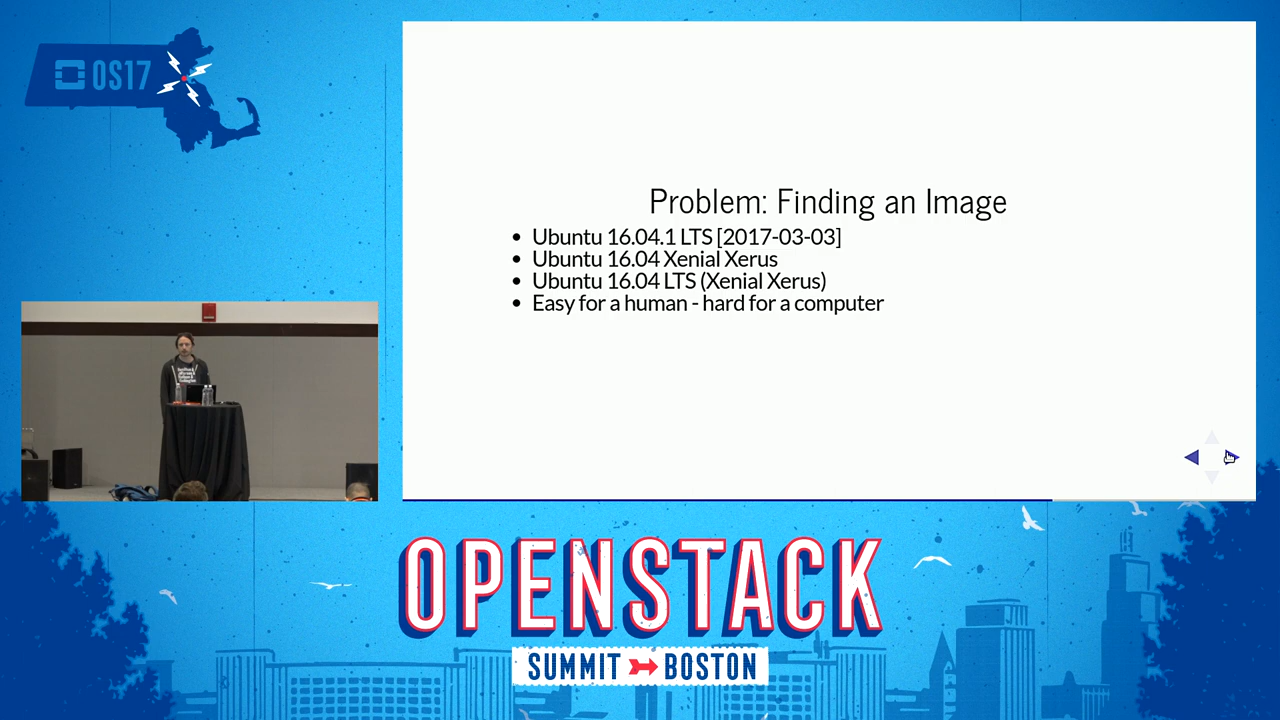 OS17
Problem: Finding an Image
Ubuntu 16.04.1 LTS [2017-03-03]
Ubuntu 16.04 Xenial Xerus
Ubuntu 16.04 LTS (Xenial Xerus)
Easy for a human - hard for a computer
OPENSTACK
SUMMIT BOSTON